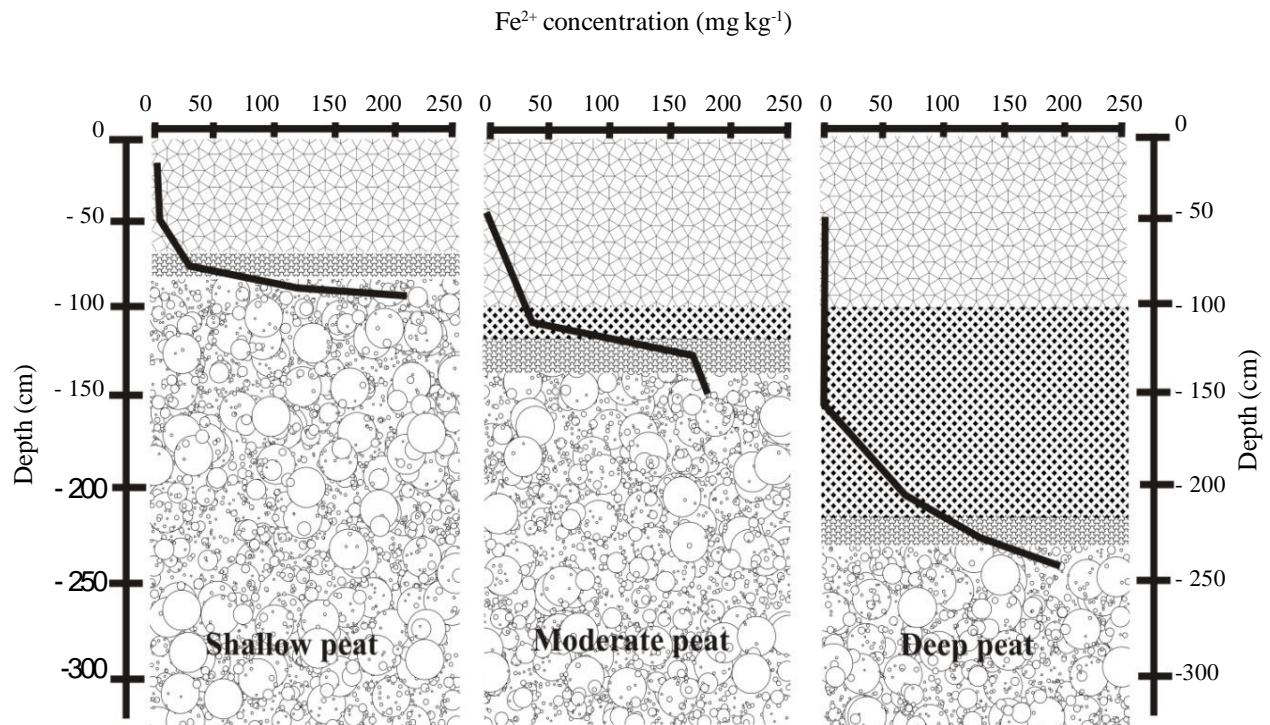 Fe²⁺ concentration (mg kg⁻¹)
0 50 100 150 200 250
0 50 100 150 200 250
0 50 100 150 200 250
0
- 50
- 100
- 150
- 200
- 250
-300
Depth (cm)
0
- 50
- 100
- 150
- 200
- 250
- 300
Depth (cm)
Shallow peat
Moderate peat
Deep peat